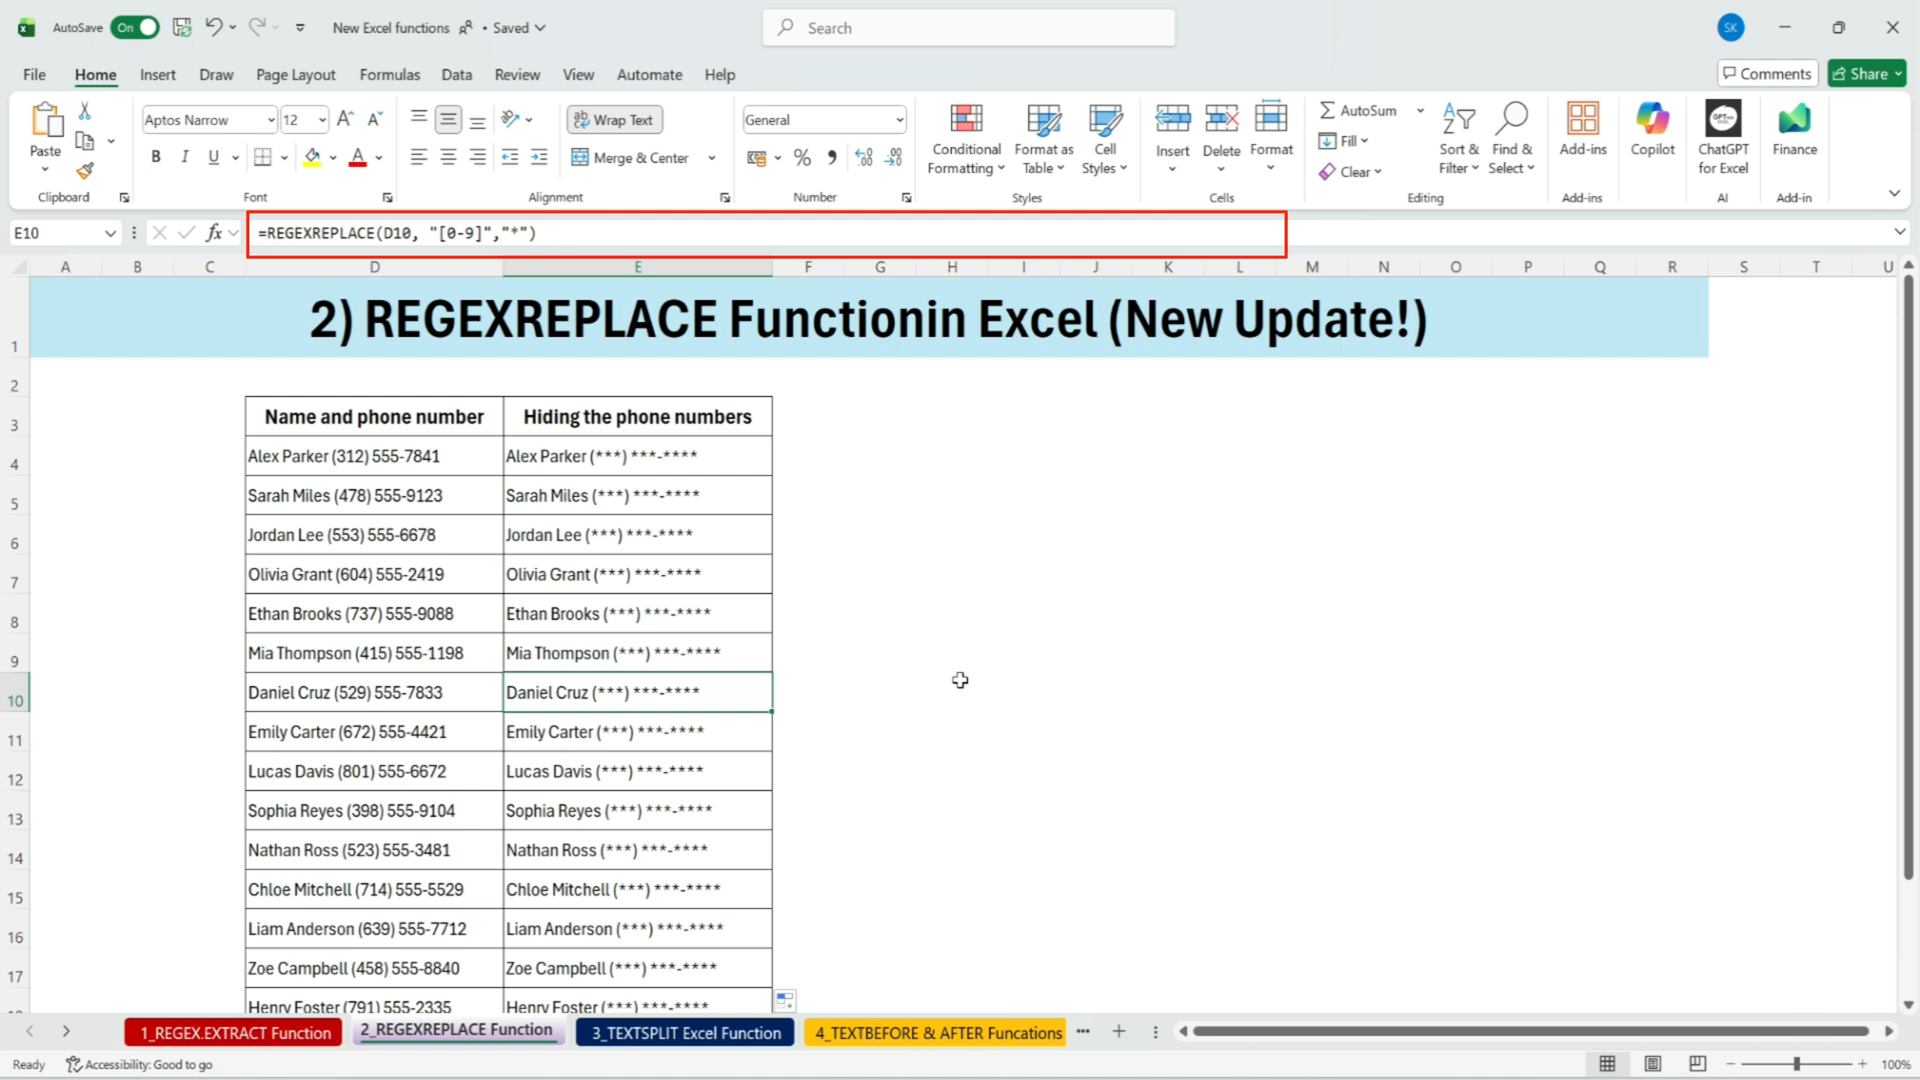 AutoSave On New Excel functions • Saved Search SK
File Home Insert Draw Page Layout Formulas Data Review View Automate Help Comments Share
Paste Aptos Narrow 12 Wrap Text General Conditional Formatting Format as Table Cell Styles Insert Delete Format AutoSum Sort & Filter Find & Select Add-ins Copilot ChatGPT for Excel Finance
B I U Merge & Center % Fill Clear
Clipboard Font Alignment Number Styles Cells Editing Add-ins AI Add-in
E10 fx =REGEXREPLACE(D10, "[0-9]","*")
A B C D E F G H I J K L M N O P Q R S T U
1 2) REGEXREPLACE Functionin Excel (New Update!)
2
3 Name and phone number Hiding the phone numbers
4 Alex Parker (312) 555-7841 Alex Parker (***) ***-****
5 Sarah Miles (478) 555-9123 Sarah Miles (***) ***-****
6 Jordan Lee (553) 555-6678 Jordan Lee (***) ***-****
7 Olivia Grant (604) 555-2419 Olivia Grant (***) ***-****
8 Ethan Brooks (737) 555-9088 Ethan Brooks (***) ***-****
9 Mia Thompson (415) 555-1198 Mia Thompson (***) ***-****
10 Daniel Cruz (529) 555-7833 Daniel Cruz (***) ***-****
11 Emily Carter (672) 555-4421 Emily Carter (***) ***-****
12 Lucas Davis (801) 555-6672 Lucas Davis (***) ***-****
13 Sophia Reyes (398) 555-9104 Sophia Reyes (***) ***-****
14 Nathan Ross (523) 555-3481 Nathan Ross (***) ***-****
15 Chloe Mitchell (714) 555-5529 Chloe Mitchell (***) ***-****
16 Liam Anderson (639) 555-7712 Liam Anderson (***) ***-****
17 Zoe Campbell (458) 555-8840 Zoe Campbell (***) ***-****
Henry Foster (791) 555-2335 Henry Foster (***) ***-****
1_REGEX.EXTRACT Function 2_REGEXREPLACE Function 3_TEXTSPLIT Excel Function 4_TEXTBEFORE & AFTER Funcations
Ready Accessibility: Good to go 100%